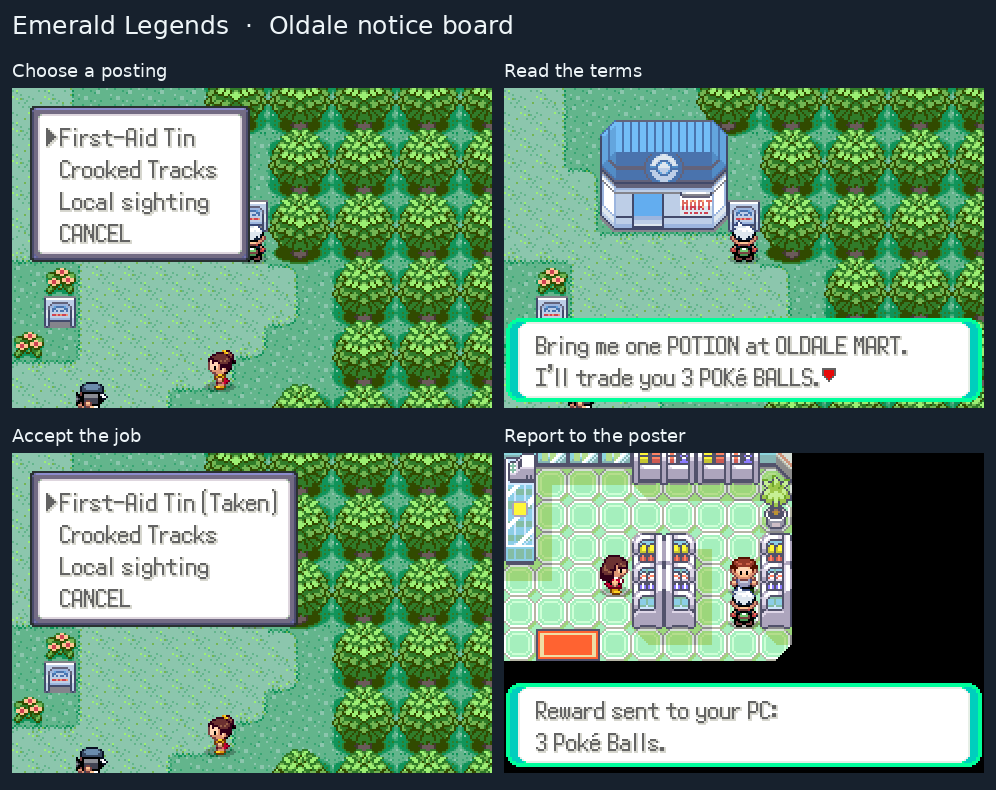 Emerald Legends · Oldale notice board
Choose a posting
First-Aid Tin
Crooked Tracks
Local sighting
CANCEL
Read the terms
MART
Bring me one POTION at OLDALE MART.
I'll trade you 3 POKé BALLS.
Accept the job
First-Aid Tin (Taken)
Crooked Tracks
Local sighting
CANCEL
Report to the poster
Reward sent to your PC:
3 Poké Balls.